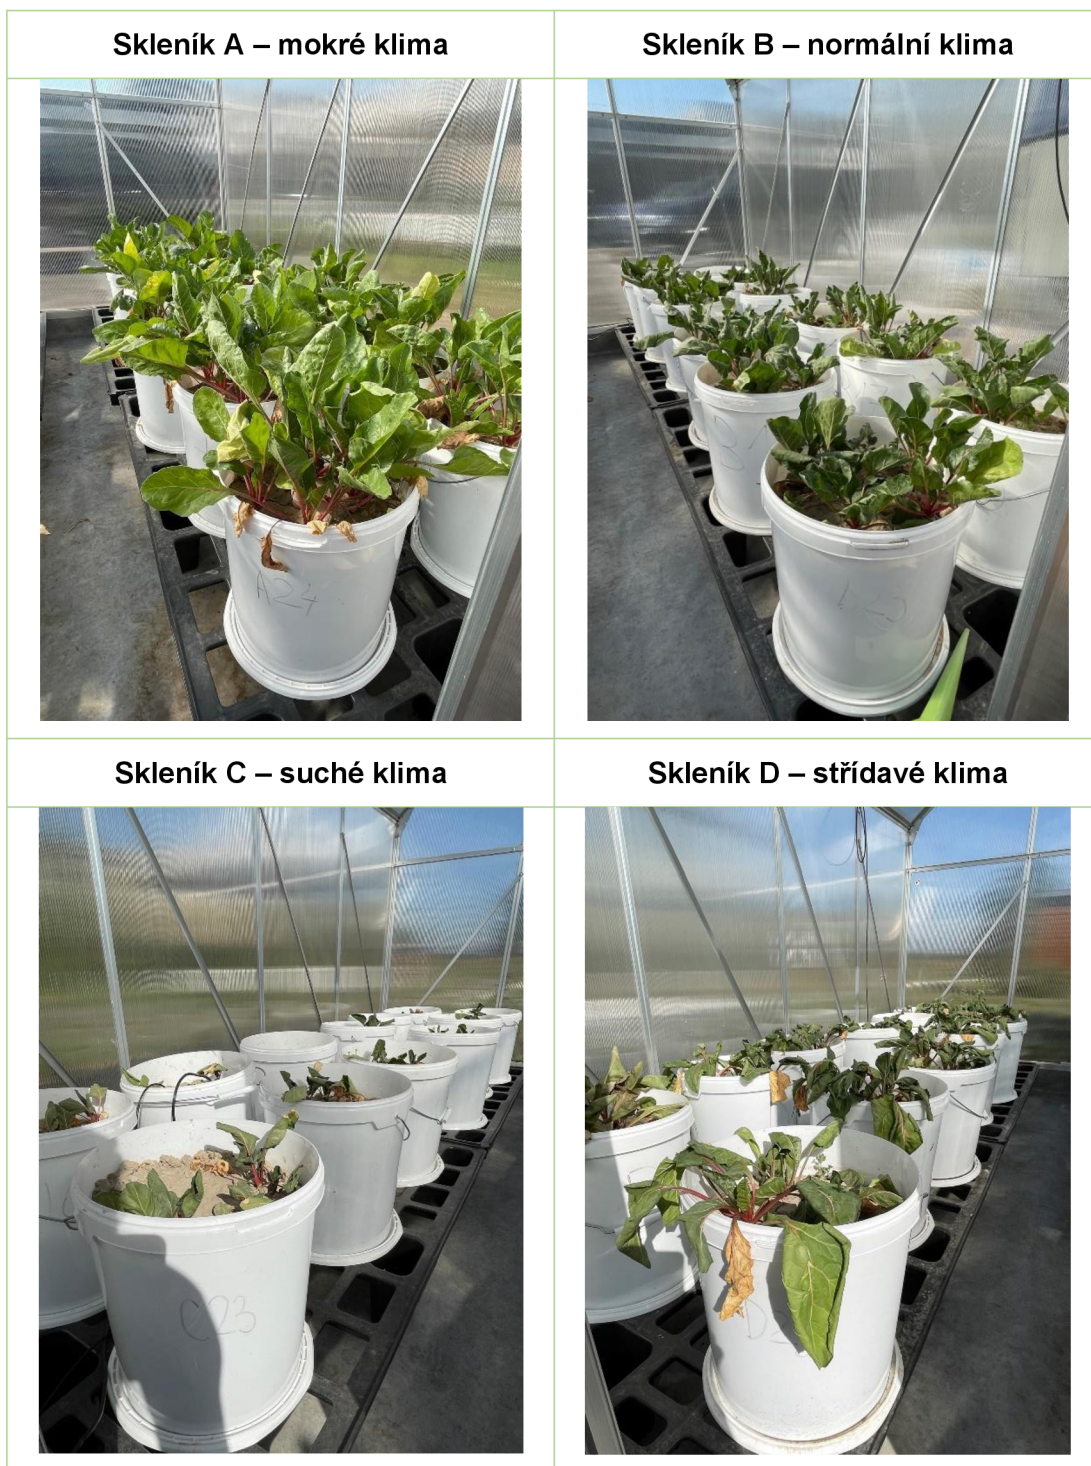 Skleník A – mokré klima
Skleník B – normální klima
A24
Skleník C – suché klima
Skleník D – střídavé klima
C23